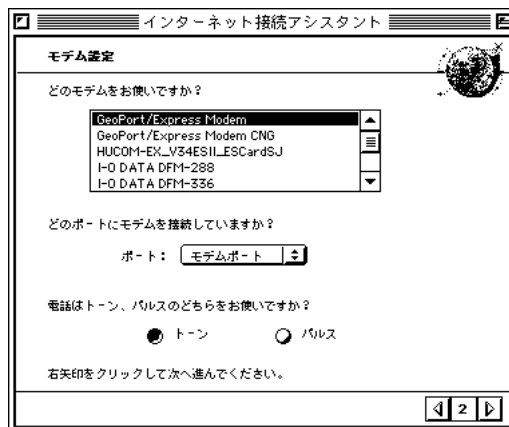 インターネット接続アシスタント
モデム設定
どのモデムをお使いですか？
GeoPort/Express Modem
GeoPort/Express Modem CNG
HUCOM-EX_V34ESII_ESCardSJ
I-O DATA DFM-288
I-O DATA DFM-336
どのポートにモデムを接続していますか？
ポート： モデムポート
電話はトーン、パルスのどちらをお使いですか？
トーン パルス
右矢印をクリックして次へ進んでください。
2